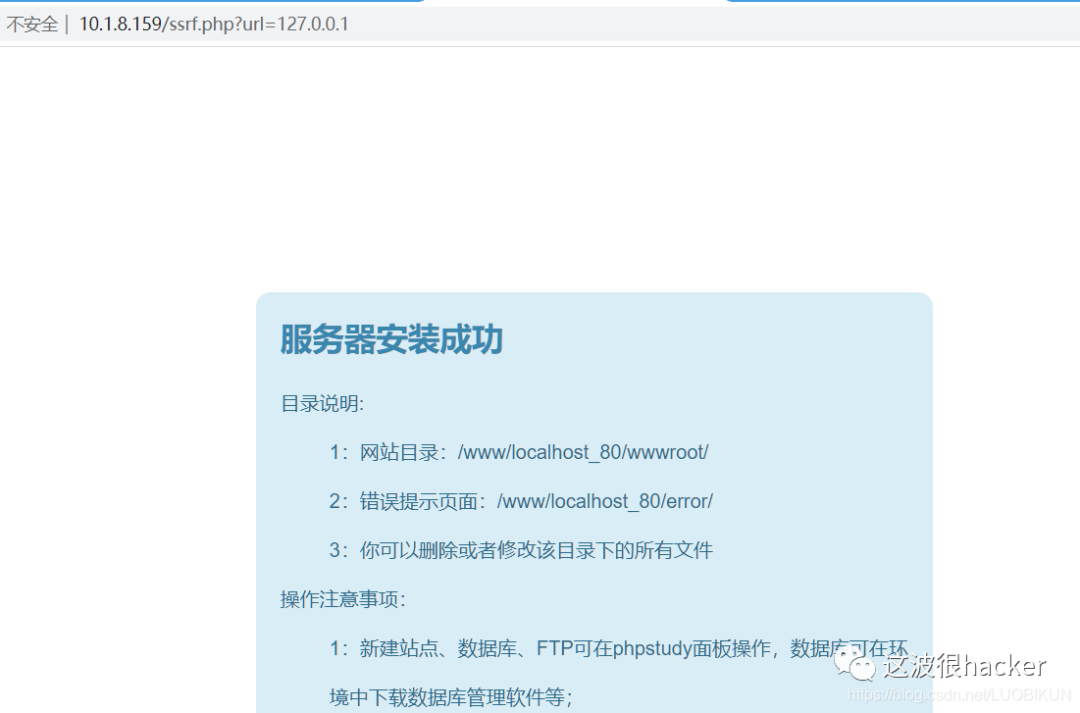 不安全 | 10.1.8.159/ssrf.php?url=127.0.0.1
服务器安装成功
目录说明:
1：网站目录：/www/localhost_80/wwwroot/
2：错误提示页面：/www/localhost_80/error/
3：你可以删除或者修改该目录下的所有文件
操作注意事项：
1：新建站点、数据库、FTP可在phpstudy面板操作，数据库可在环
境中下载数据库管理软件等；
这波很hacker
https://blog.csdn.net/LUOBIKUN